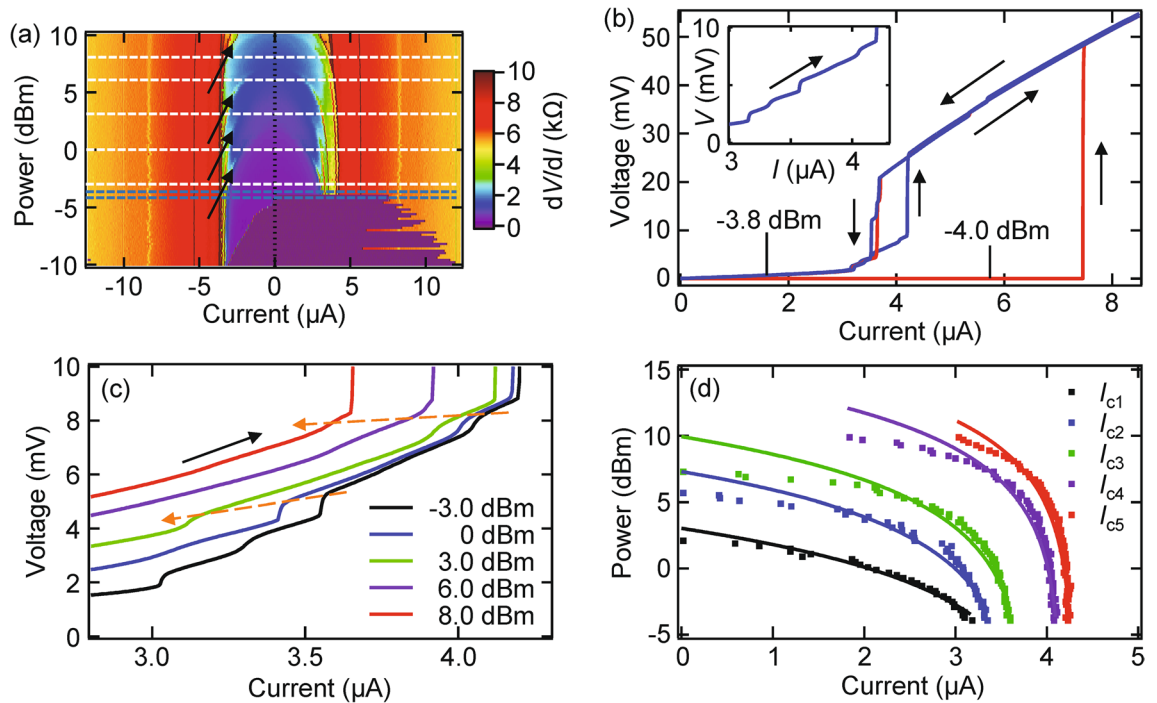 (a)
10
5
0
-5
-10
Power (dBm)
-10
-5
0
5
10
Current (μA)
10
8
6
4
2
0
dV/dI (kΩ)
(b)
50
40
30
20
10
0
Voltage (mV)
0
2
4
6
8
Current (μA)
-3.8 dBm
-4.0 dBm
10
0
V (mV)
3
4
I (μA)
(c)
10
8
6
4
2
0
Voltage (mV)
3.0
3.5
4.0
Current (μA)
-3.0 dBm
0 dBm
3.0 dBm
6.0 dBm
8.0 dBm
(d)
15
10
5
0
-5
Power (dBm)
0
1
2
3
4
5
Current (μA)
Ic1
Ic2
Ic3
Ic4
Ic5